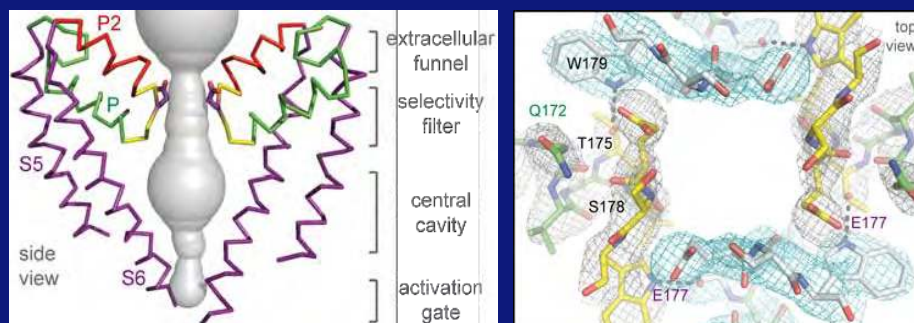 P2
P
S5
S6
side
view
extracellular
funnel
selectivity
filter
central
cavity
activation
gate
top
view
W179
Q172
T175
S178
E177
E177